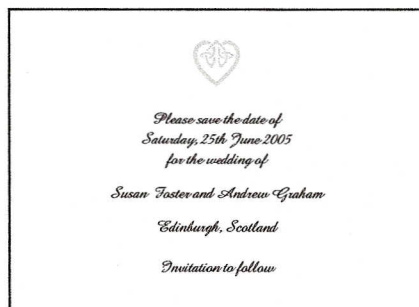 Please save the date of
Saturday, 25th June 2005
for the wedding of
Susan Foster and Andrew Graham
Edinburgh, Scotland
Invitation to follow